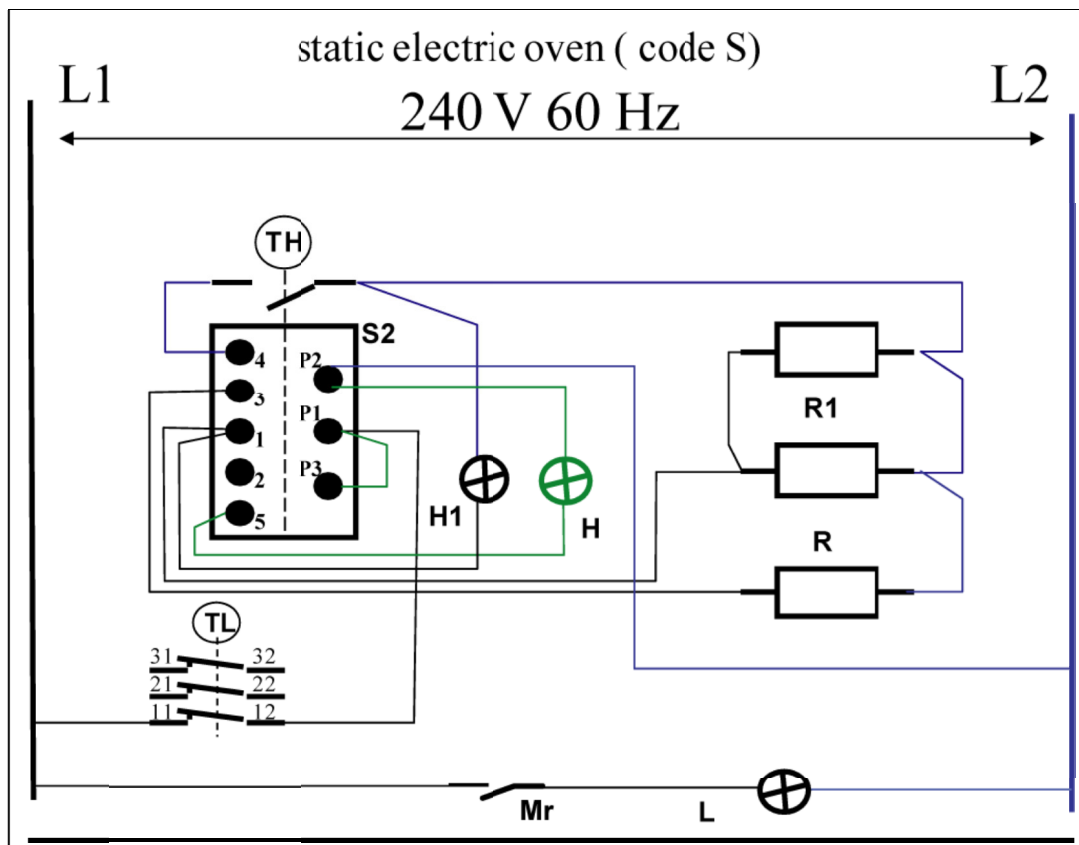 static electric oven ( code S)
L1
L2
240 V 60 Hz
TH
S2
4
P2
3
P1
1
R1
2
P3
5
H1
H
R
TL
31 32
21 22
11 12
Mr
L